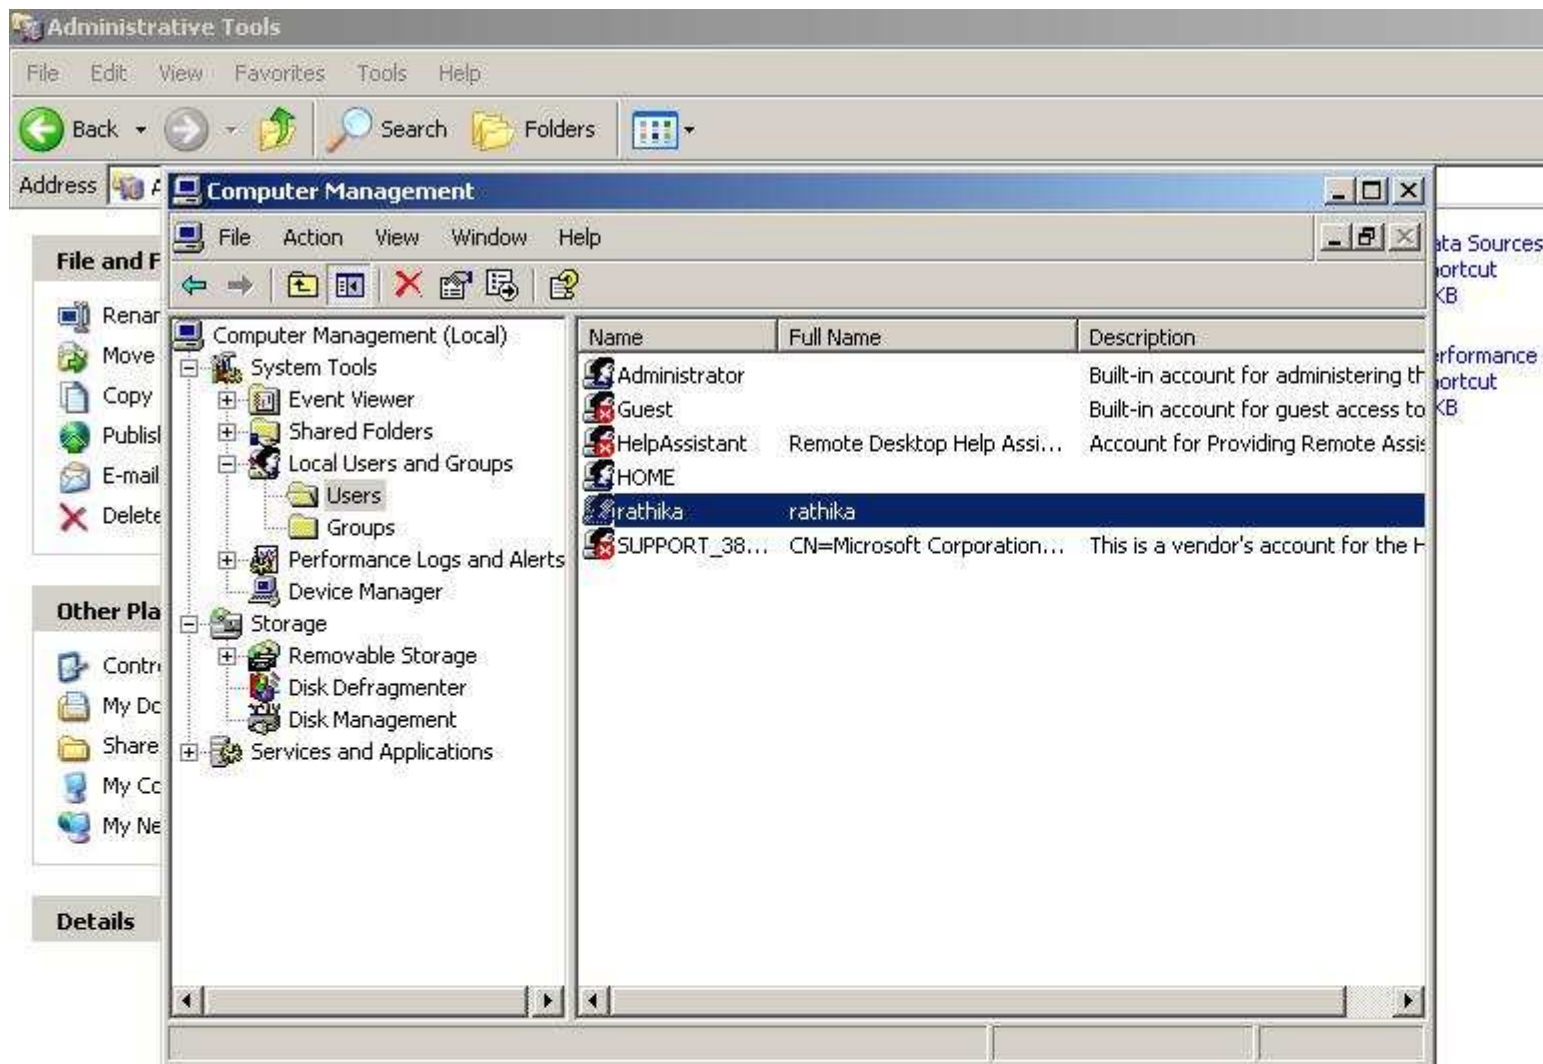 Administrative Tools
File Edit View Favorites Tools Help
Back Search Folders
Address
Computer Management
File Action View Window Help
File and F
Renar
Move
Copy
Publisl
E-mail
Delete
Other Pla
Contr
My Do
Share
My Co
My Ne
Details
Computer Management (Local)
System Tools
Event Viewer
Shared Folders
Local Users and Groups
Users
Groups
Performance Logs and Alerts
Device Manager
Storage
Removable Storage
Disk Defragmenter
Disk Management
Services and Applications
Name Full Name Description
Administrator Built-in account for administering th
Guest Built-in account for guest access to
HelpAssistant Remote Desktop Help Assi... Account for Providing Remote Assis
HOME
rathika rathika
SUPPORT_38... CN=Microsoft Corporation... This is a vendor's account for the H
ata Sources
ortcut
KB
rformance
ortcut
KB